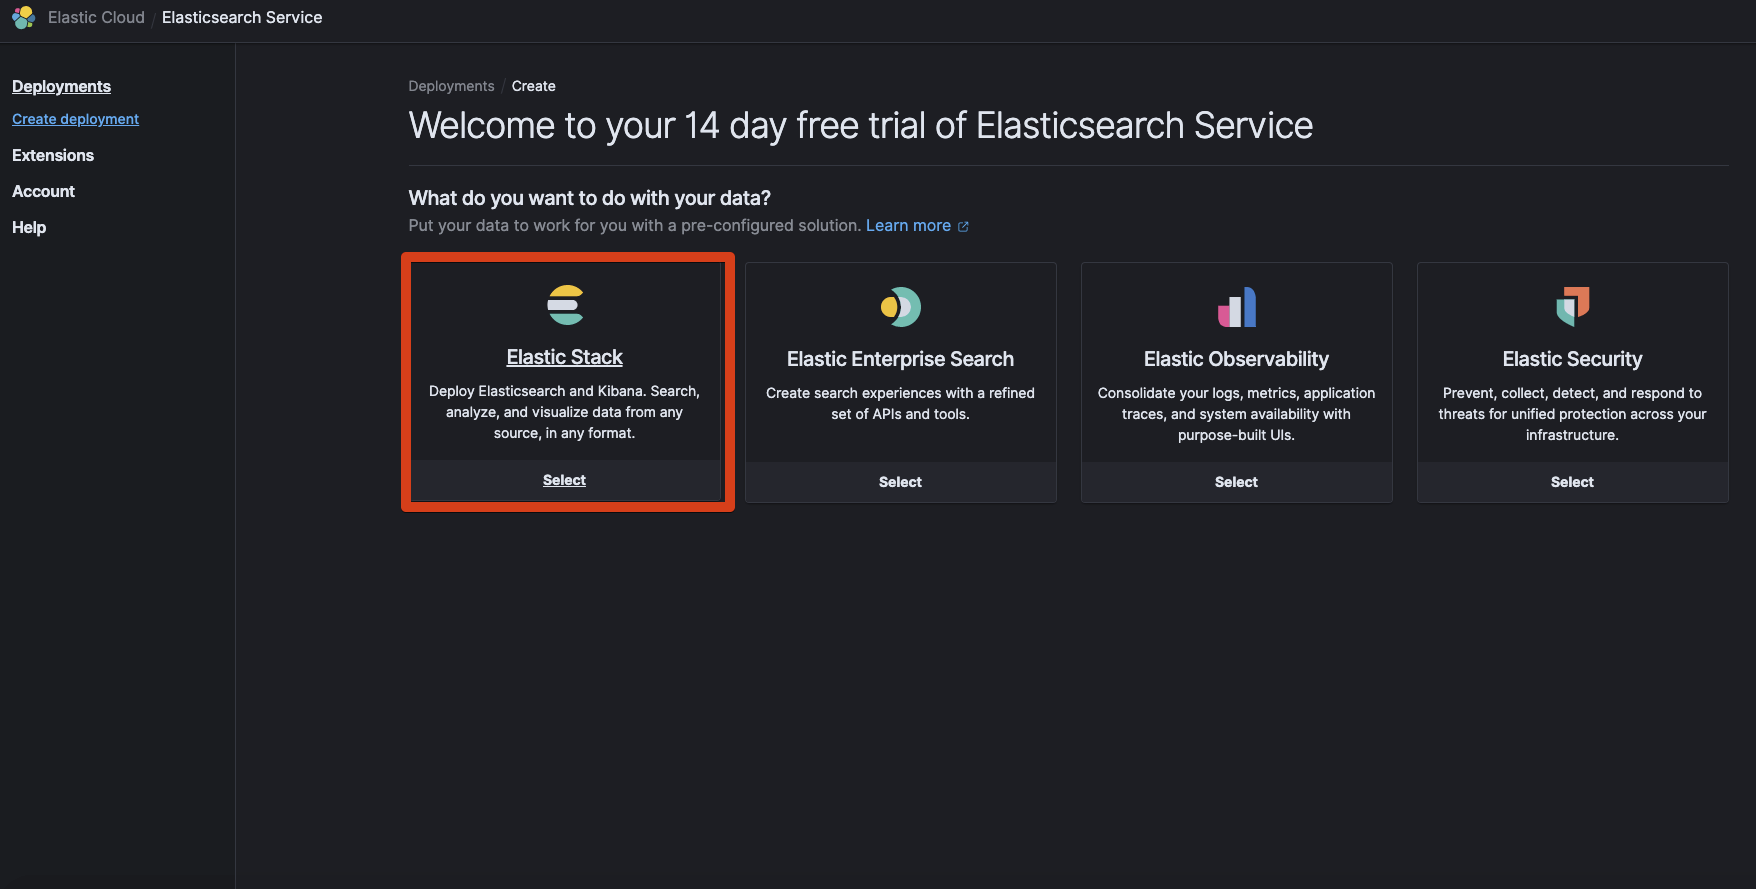 Elastic Cloud / Elasticsearch Service
Deployments
Create deployment
Extensions
Account
Help
Deployments / Create
Welcome to your 14 day free trial of Elasticsearch Service
What do you want to do with your data?
Put your data to work for you with a pre-configured solution. Learn more
Elastic Stack
Deploy Elasticsearch and Kibana. Search,
analyze, and visualize data from any
source, in any format.
Select
Elastic Enterprise Search
Create search experiences with a refined
set of APIs and tools.
Select
Elastic Observability
Consolidate your logs, metrics, application
traces, and system availability with
purpose-built UIs.
Select
Elastic Security
Prevent, collect, detect, and respond to
threats for unified protection across your
infrastructure.
Select